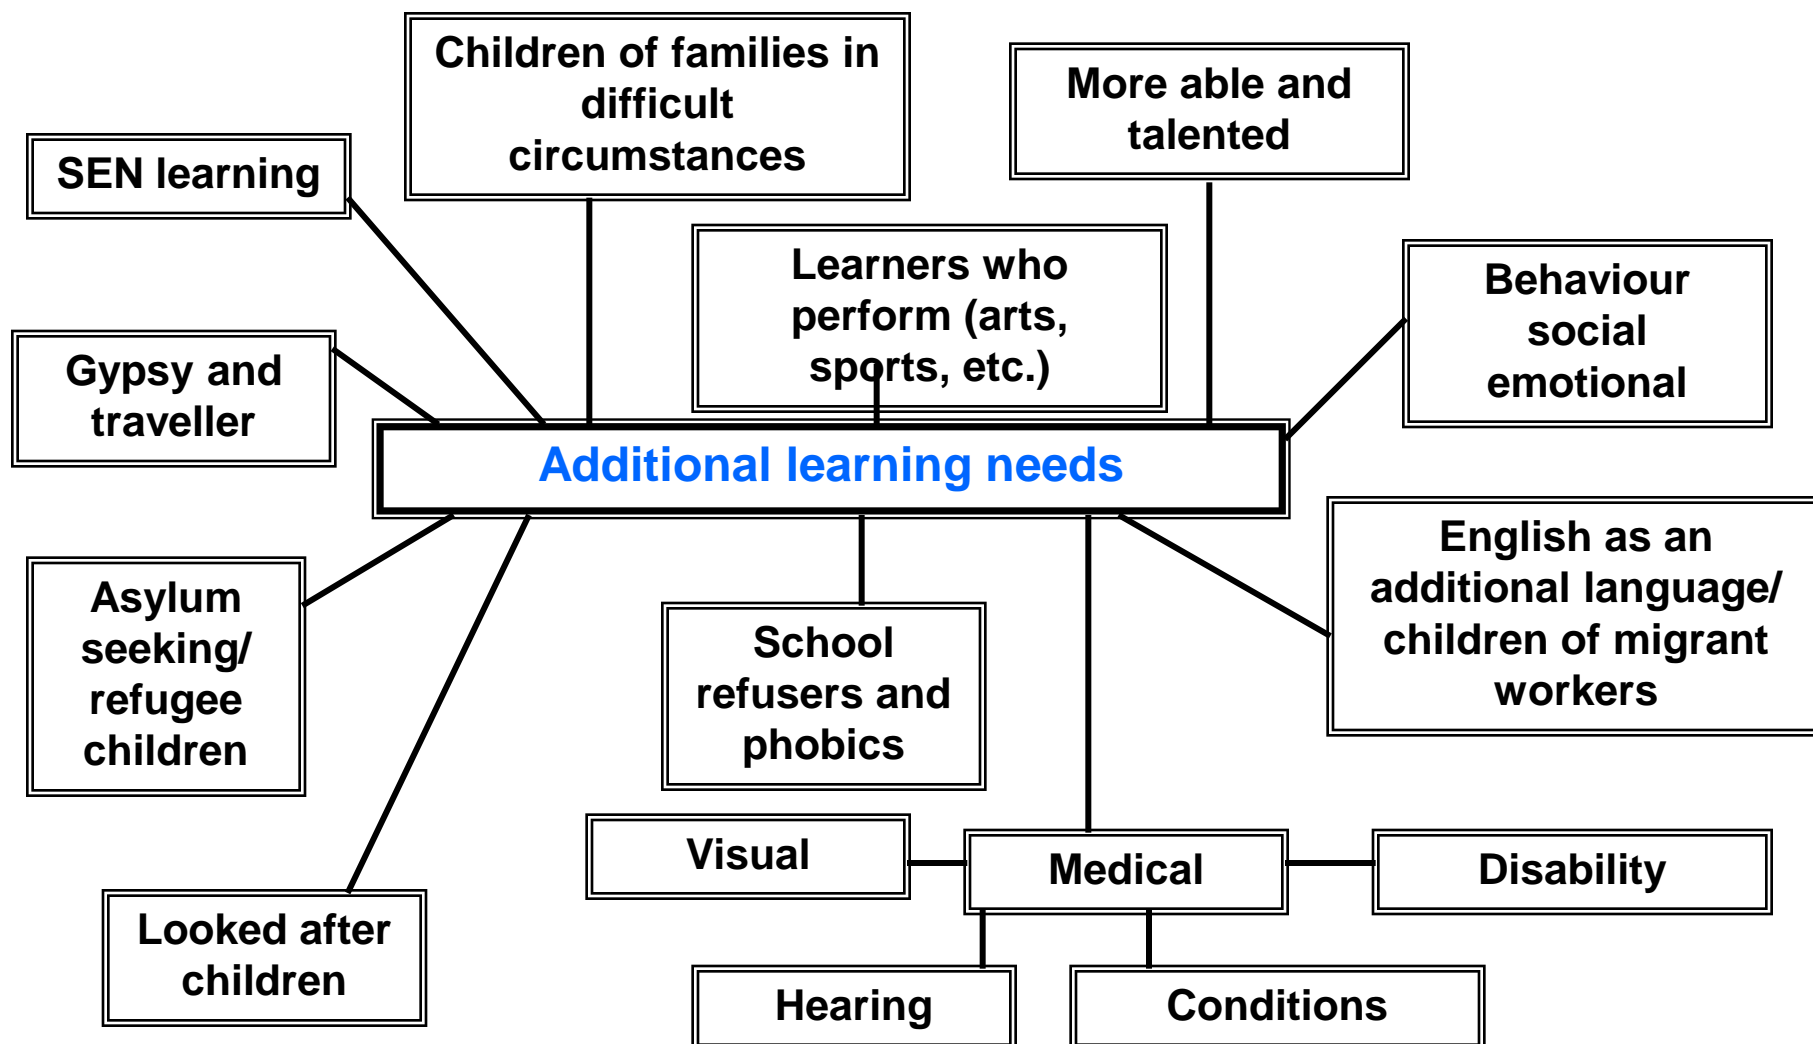 Children of families in
difficult
circumstances
More able and
talented
SEN learning
Learners who
perform (arts,
sports, etc.)
Behaviour
social
emotional
Gypsy and
traveller
Additional learning needs
Asylum
seeking/
refugee
children
School
refusers and
phobics
English as an
additional language/
children of migrant
workers
Visual
Medical
Disability
Looked after
children
Hearing
Conditions